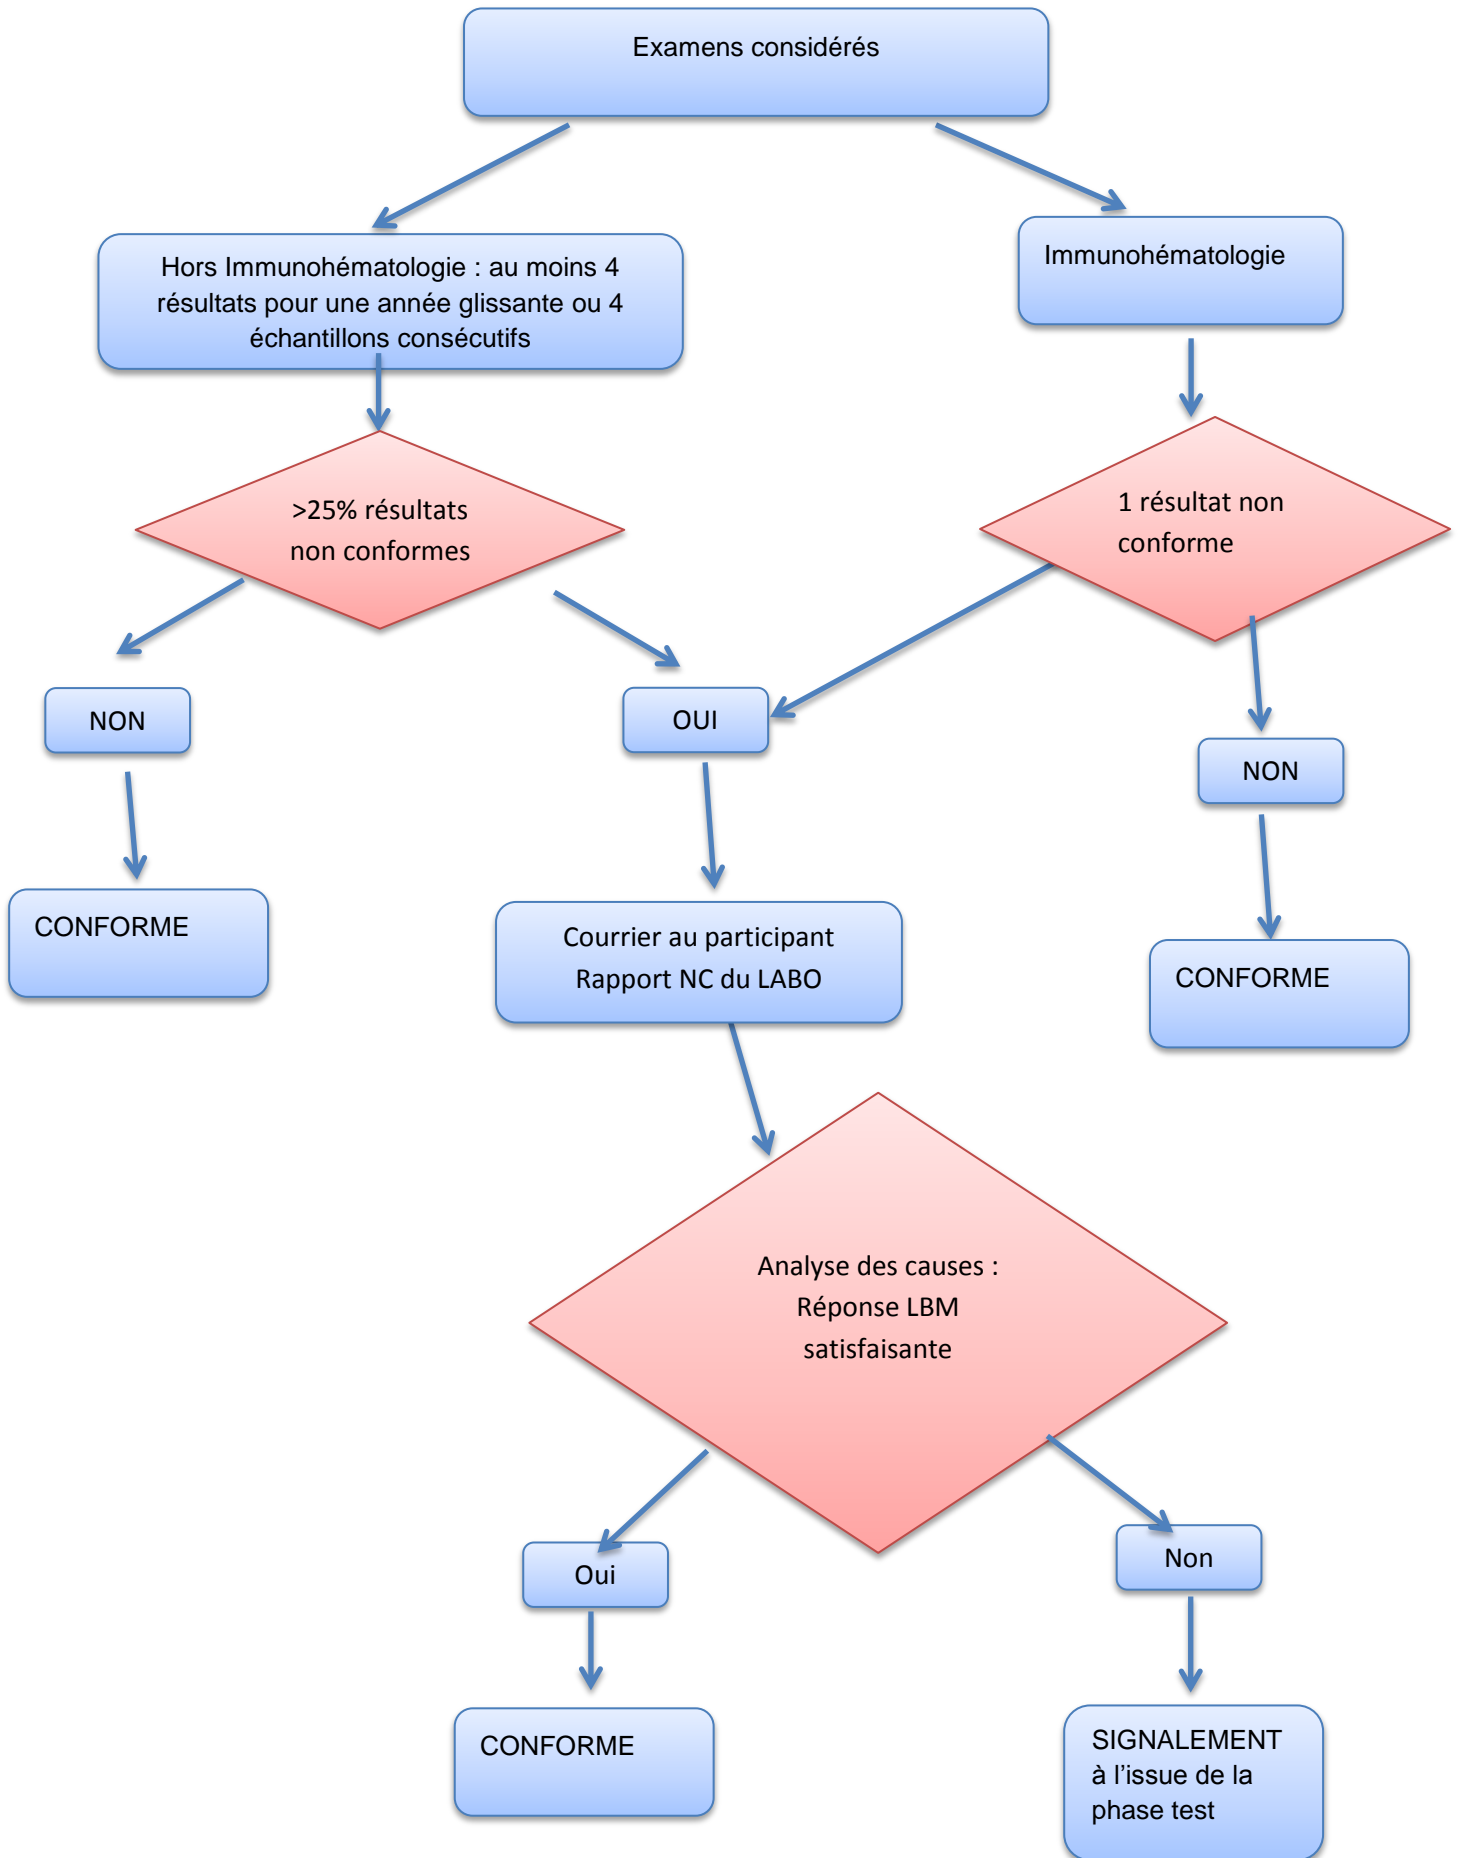 Examens considérés
Hors Immunohématologie : au moins 4
résultats pour une année glissante ou 4
échantillons consécutifs
Immunohématologie
>25% résultats
non conformes
1 résultat non
conforme
NON
OUI
NON
CONFORME
Courrier au participant
Rapport NC du LABO
CONFORME
Analyse des causes :
Réponse LBM
satisfaisante
Oui
Non
CONFORME
SIGNALEMENT
à l’issue de la
phase test